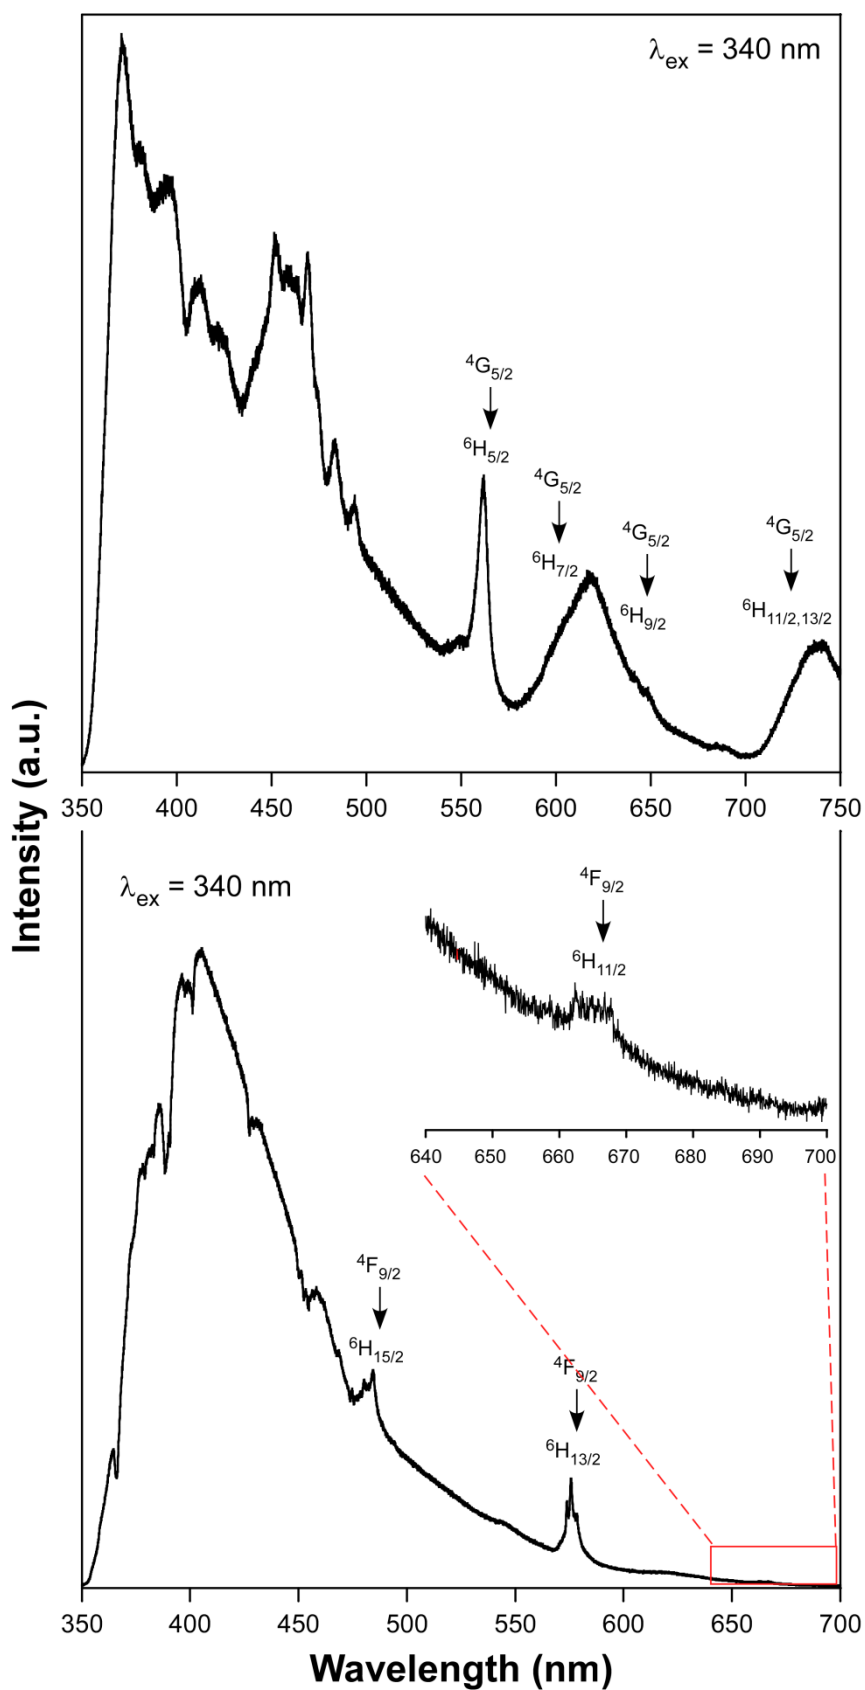 λex = 340 nm
4G5/2
6H5/2
4G5/2
6H7/2
4G5/2
6H9/2
4G5/2
6H11/2,13/2
350 400 450 500 550 600 650 700 750
Intensity (a.u.)
λex = 340 nm
4F9/2
6H11/2
640 650 660 670 680 690 700
4F9/2
6H15/2
4F9/2
6H13/2
350 400 450 500 550 600 650 700
Wavelength (nm)